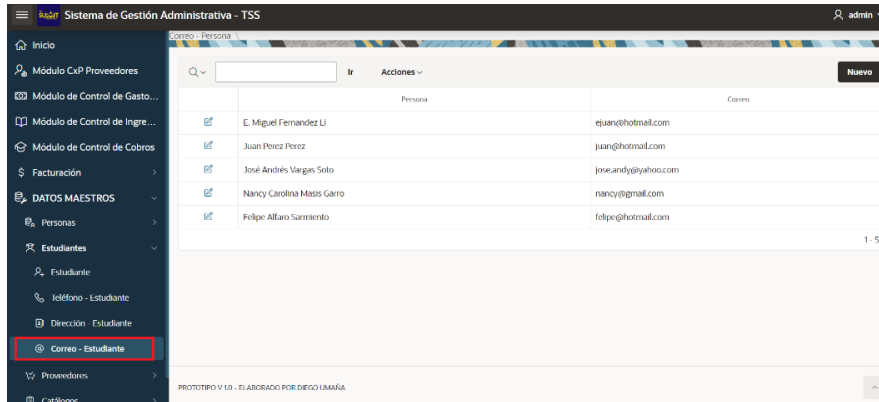 Sistema de Gestión Administrativa - TSS
admin
Inicio
Módulo CxP Proveedores
Módulo de Control de Gasto...
Módulo de Control de Ingre...
Módulo de Control de Cobros
Facturación
DATOS MAESTROS
Personas
Estudiantes
Estudiante
Teléfono - Estudiante
Dirección - Estudiante
Correo - Estudiante
Proveedores
Catálogos
Correo - Persona \
Ir
Acciones
Nuevo
Persona Correo
E. Miguel Fernandez Li ejuan@hotmail.com
Juan Perez Perez juan@hotmail.com
José Andrés Vargas Soto jose.andy@yahoo.com
Nancy Carolina Masis Garro nancy@gmail.com
Felipe Alfaro Sarmiento felipe@hotmail.com
1 - 5
PROTOTIPO V 1.0 - ELABORADO POR DIEGO UMAÑA